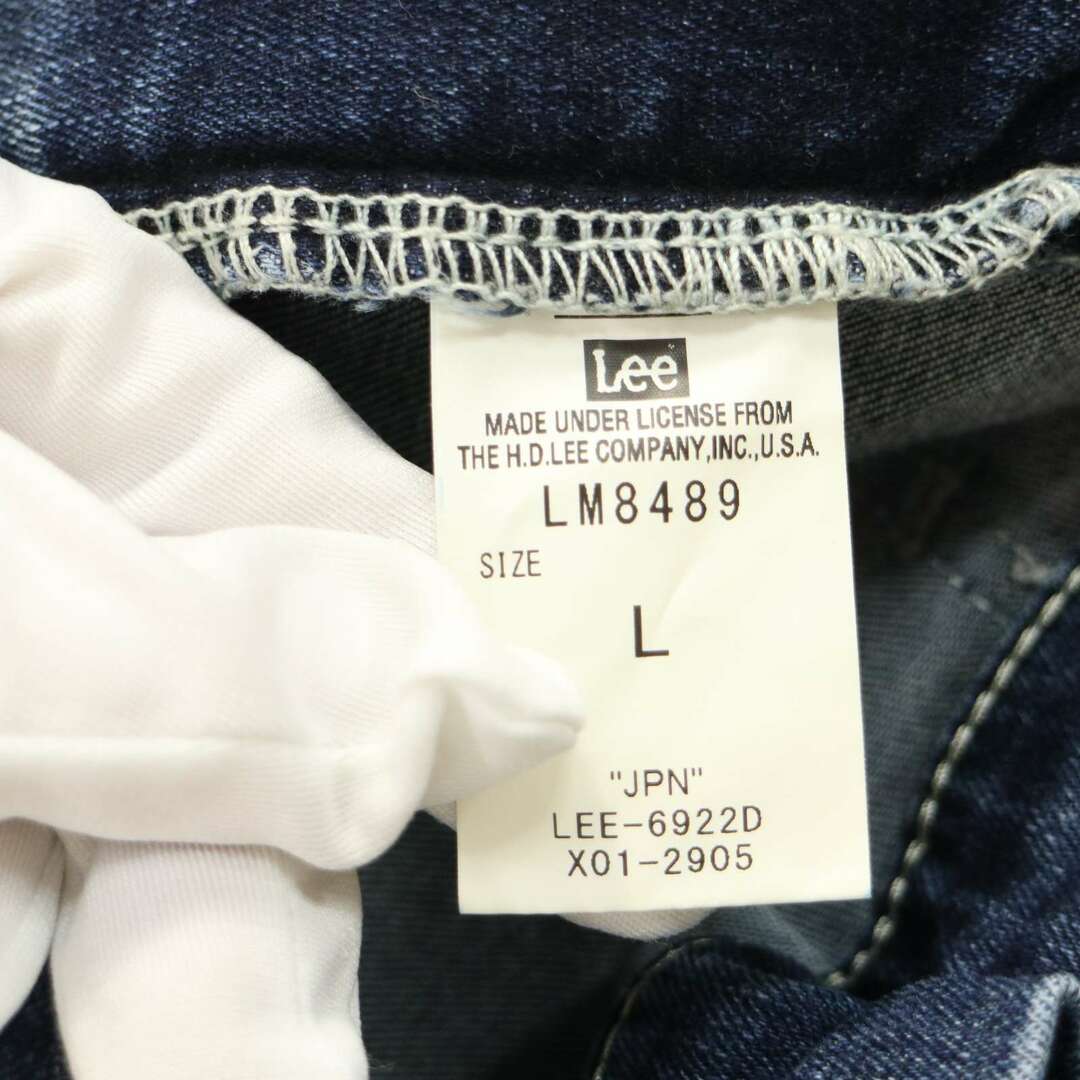 Lee
MADE UNDER LICENSE FROM
THE H.D.LEE COMPANY,INC.,U.S.A.
LM8489
SIZE
L
"JPN"
LEE-6922D
X01-2905